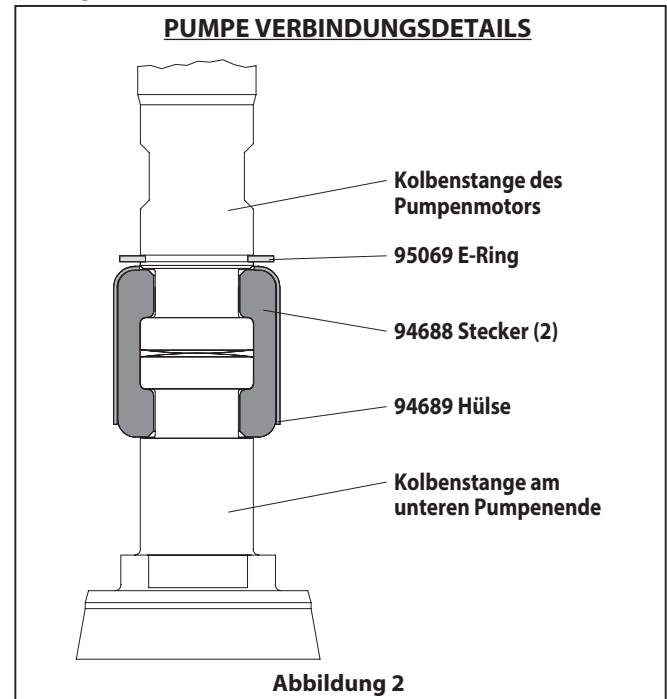 PUMPE VERBINDUNGSDETAILS
Kolbenstange des
Pumpenmotors
95069 E-Ring
94688 Stecker (2)
94689 Hülse
Kolbenstange am
unteren Pumpenende
Abbildung 2